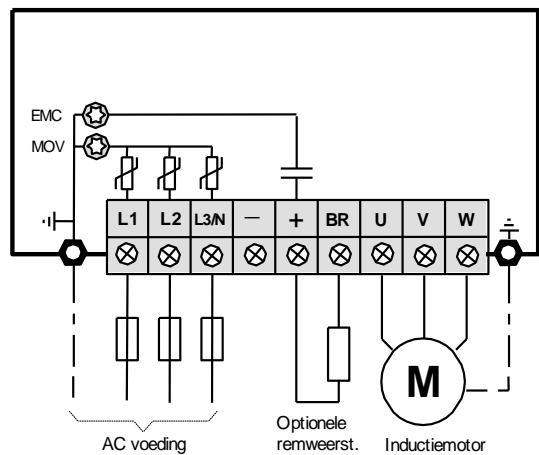 EMC
MOV
L1 L2 L3/N — + BR U V W
M
AC voeding
Optionele
remweerst.
Inductiemotor